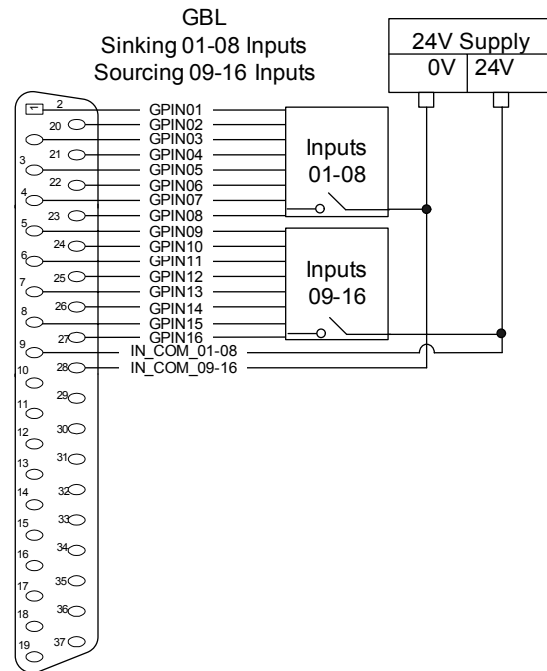 GBL
Sinking 01-08 Inputs
Sourcing 09-16 Inputs
24V Supply
0V 24V
1
2
20
3
21
4
22
5
23
6
24
7
25
8
26
9
27
10
28
11
29
12
30
13
31
14
32
15
33
16
34
17
35
18
36
19
37
GPIN01
GPIN02
GPIN03
GPIN04
GPIN05
GPIN06
GPIN07
GPIN08
GPIN09
GPIN10
GPIN11
GPIN12
GPIN13
GPIN14
GPIN15
GPIN16
IN_COM_01-08
IN_COM_09-16
Inputs
01-08
Inputs
09-16